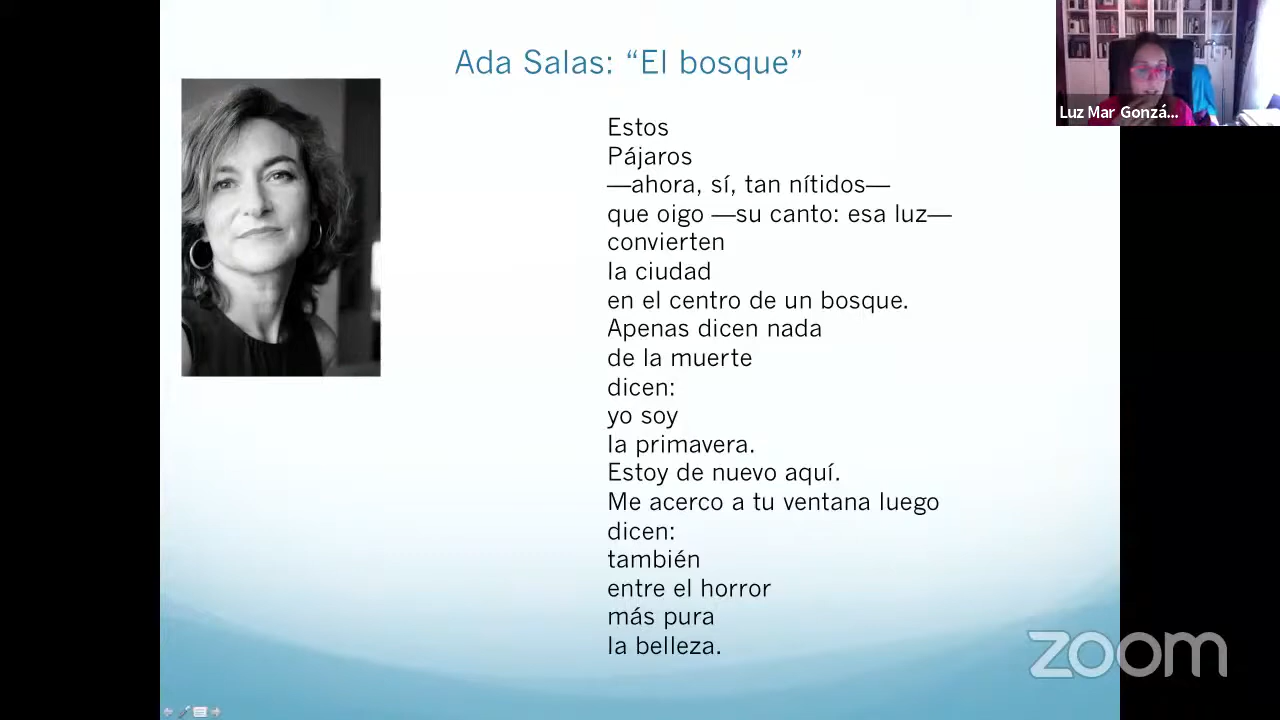 Ada Salas: “El bosque”
Luz Mar Gonzá...
Estos
Pájaros
—ahora, sí, tan nítidos—
que oigo —su canto: esa luz—
convierten
la ciudad
en el centro de un bosque.
Apenas dicen nada
de la muerte
dicen:
yo soy
la primavera.
Estoy de nuevo aquí.
Me acerco a tu ventana luego
dicen:
también
entre el horror
más pura
la belleza.
zoom